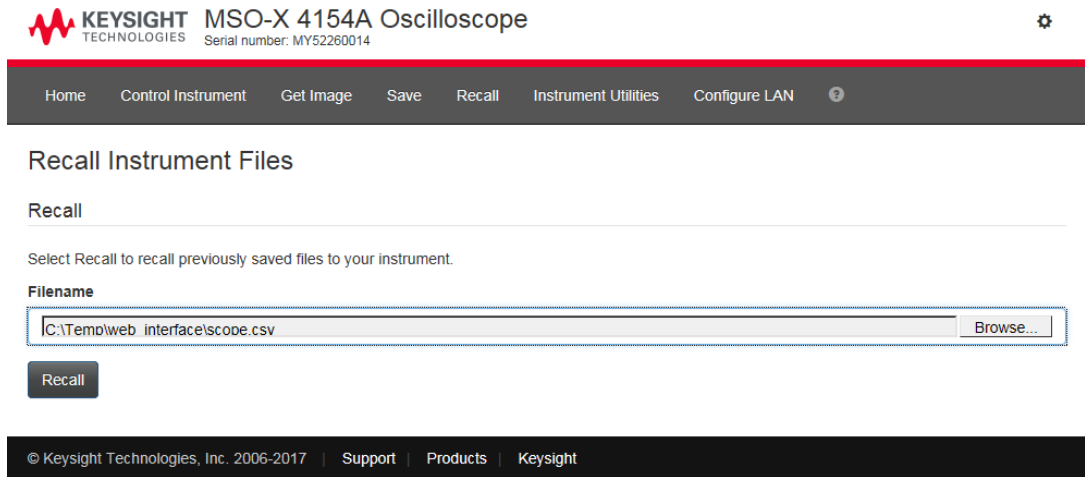 KEYSIGHT TECHNOLOGIES
MSO-X 4154A Oscilloscope
Serial number: MY52260014
Home Control Instrument Get Image Save Recall Instrument Utilities Configure LAN ?
Recall Instrument Files
Recall
Select Recall to recall previously saved files to your instrument.
Filename
C:\Temp\web_interface\scope.csv Browse...
Recall
© Keysight Technologies, Inc. 2006-2017 | Support | Products | Keysight